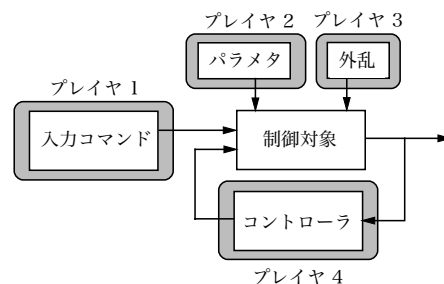 プレイヤ 2
プレイヤ 3
パラメタ
外乱
プレイヤ 1
入力コマンド
制御対象
コントローラ
プレイヤ 4